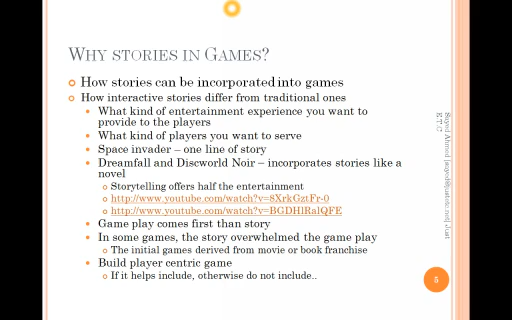 WHY STORIES IN GAMES?
How stories can be incorporated into games
How interactive stories differ from traditional ones
What kind of entertainment experience you want to
provide to the players
What kind of players you want to serve
Space invader – one line of story
Dreamfall and Discworld Noir – incorporates stories like a
novel
Storytelling offers half the entertainment
http://www.youtube.com/watch?v=8XrkGztFr-0
http://www.youtube.com/watch?v=BGDHlRalQFE
Game play comes first than story
In some games, the story overwhelmed the game play
The initial games derived from movie or book franchise
Build player centric game
If it helps include, otherwise do not include..
Sayed Ahmed Just
E.T.C
5